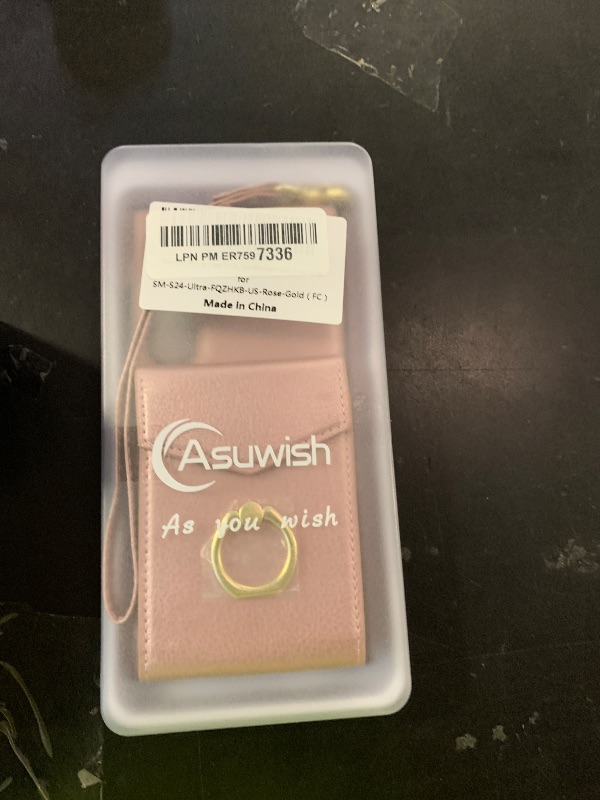 LPN PM ER7597336
for
SM-S24-Ultra-FQZHKB-US-Rose-Gold ( FC )
Made in China
Asuwish
As you wish